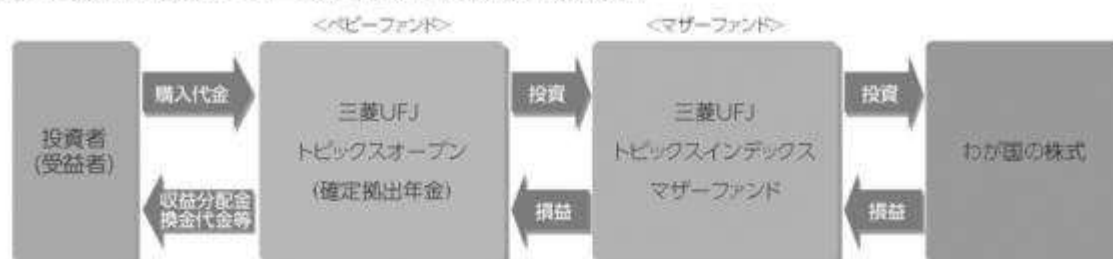 <ベビーファンド>
<マザーファンド>
投資者
(受益者)
購入代金
収益分配金
換金代金等
三菱UFJ
トピックスオープン
(確定拠出年金)
投資
損益
三菱UFJ
トピックスインデックス
マザーファンド
投資
損益
わが国の株式